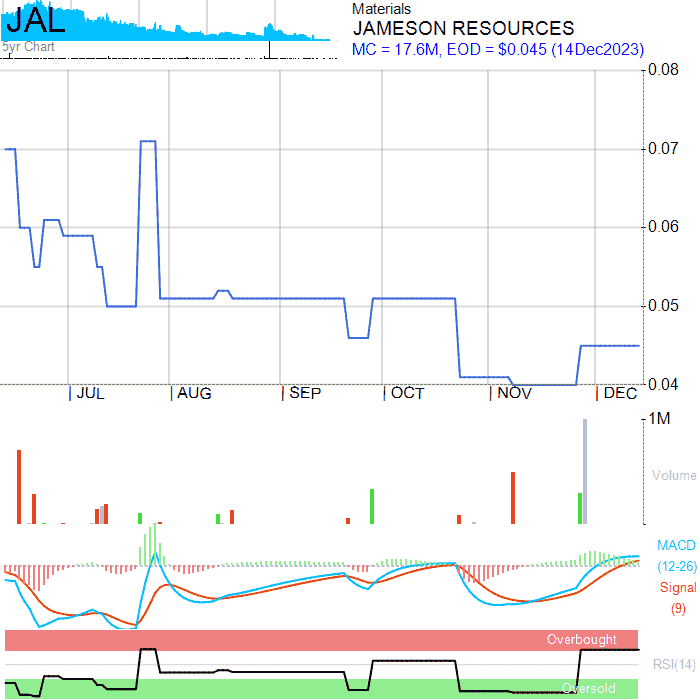 JAL
5yr Chart
Materials
JAMESON RESOURCES
MC = 17.6M, EOD = $0.045 (14Dec2023)
0.08
0.07
0.06
0.05
0.04
JUL
AUG
SEP
OCT
NOV
DEC
1M
Volume
MACD
(12-26)
Signal
(9)
Overbought
RSI(14)
Oversold